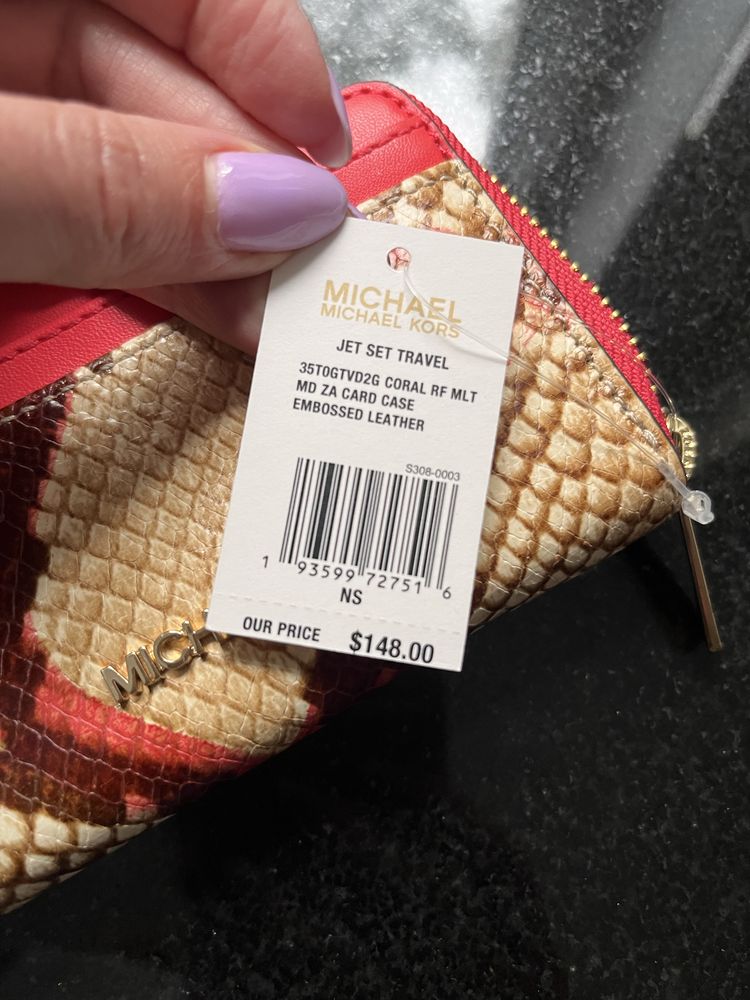 MICHAEL
MICHAEL KORS
JET SET TRAVEL
35T0GTVD2G CORAL RF MLT
MD ZA CARD CASE
EMBOSSED LEATHER
S308-0003
1 93599 72751 6
NS
OUR PRICE $148.00
MICH